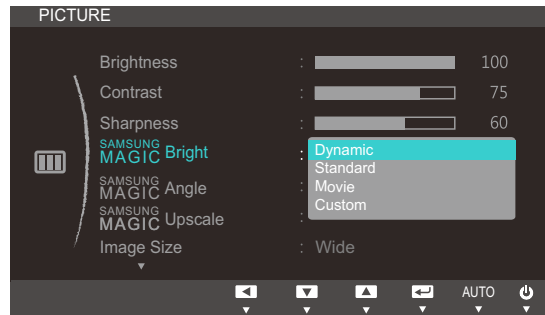 PICTURE
Brightness : 100
Contrast : 75
Sharpness : 60
SAMSUNG MAGIC Bright : Dynamic
Standard
SAMSUNG MAGIC Angle : Movie
Custom
SAMSUNG MAGIC Upscale :
Image Size : Wide
AUTO